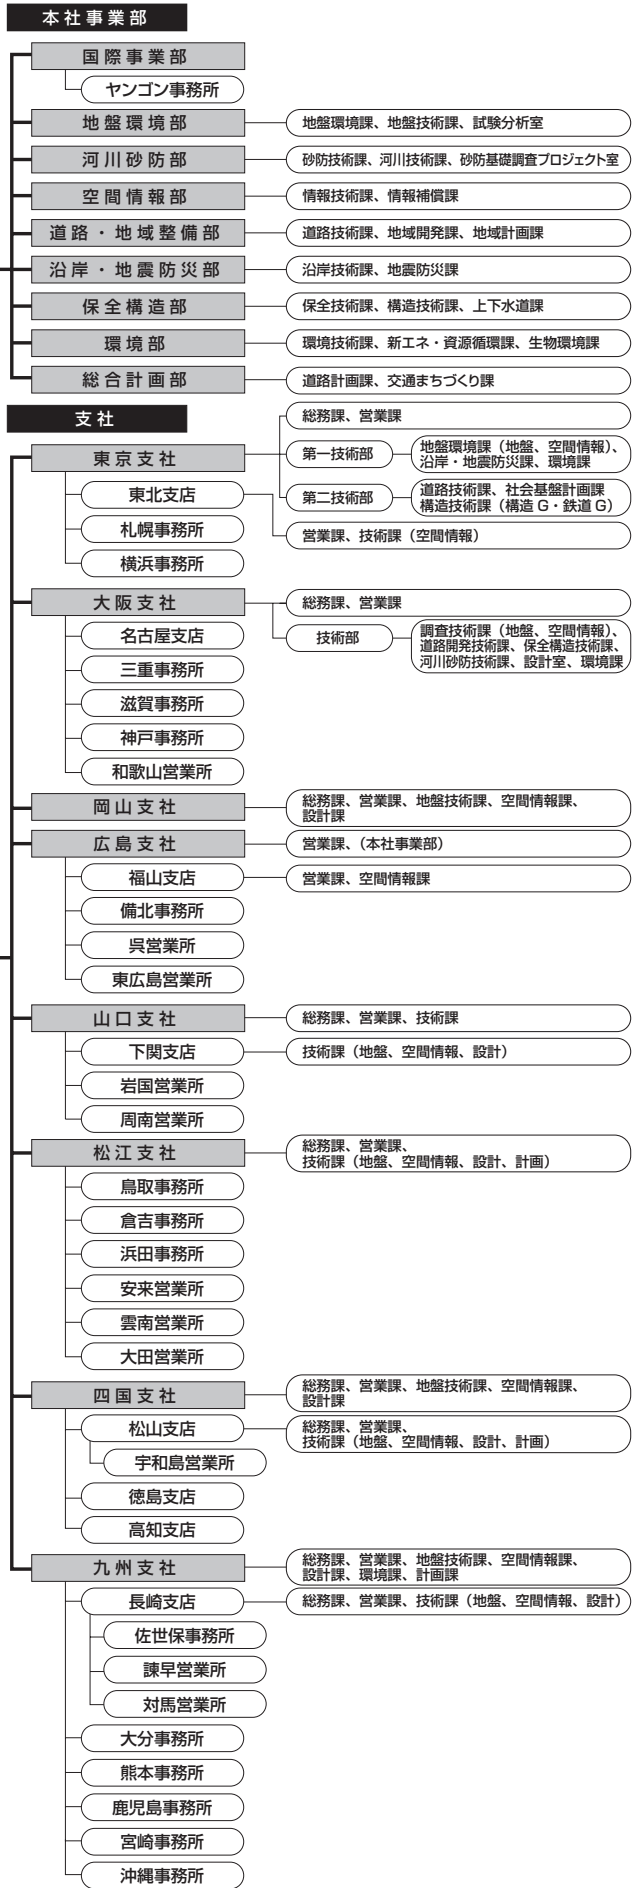 本社事業部
国際事業部
ヤンゴン事務所
地盤環境部
地盤環境課、地盤技術課、試験分析室
河川砂防部
砂防技術課、河川技術課、砂防基礎調査プロジェクト室
空間情報部
情報技術課、情報補償課
道路・地域整備部
道路技術課、地域開発課、地域計画課
沿岸・地震防災部
沿岸技術課、地震防災課
保全構造部
保全技術課、構造技術課、上下水道課
環境部
環境技術課、新エネ・資源循環課、生物環境課
総合計画部
道路計画課、交通まちづくり課
支社
東京支社
総務課、営業課
第一技術部
地盤環境課（地盤、空間情報）、
沿岸・地震防災課、環境課
第二技術部
道路技術課、社会基盤計画課
構造技術課（構造 G・鉄道 G）
東北支店
営業課、技術課（空間情報）
札幌事務所
横浜事務所
大阪支社
総務課、営業課
技術部
調査技術課（地盤、空間情報）、
道路開発技術課、保全構造技術課、
河川砂防技術課、設計室、環境課
名古屋支店
三重事務所
滋賀事務所
神戸事務所
和歌山営業所
岡山支社
総務課、営業課、地盤技術課、空間情報課、
設計課
広島支社
営業課、（本社事業部）
福山支店
営業課、空間情報課
備北事務所
呉営業所
東広島営業所
山口支社
総務課、営業課、技術課
下関支店
技術課（地盤、空間情報、設計）
岩国営業所
周南営業所
松江支社
総務課、営業課、
技術課（地盤、空間情報、設計、計画）
鳥取事務所
倉吉事務所
浜田事務所
安来営業所
雲南営業所
大田営業所
四国支社
総務課、営業課、地盤技術課、空間情報課、
設計課
松山支店
総務課、営業課、
技術課（地盤、空間情報、設計、計画）
宇和島営業所
徳島支店
高知支店
九州支社
総務課、営業課、地盤技術課、空間情報課、
設計課、環境課、計画課
長崎支店
総務課、営業課、技術課（地盤、空間情報、設計）
佐世保事務所
諫早営業所
対馬営業所
大分事務所
熊本事務所
鹿児島事務所
宮崎事務所
沖縄事務所